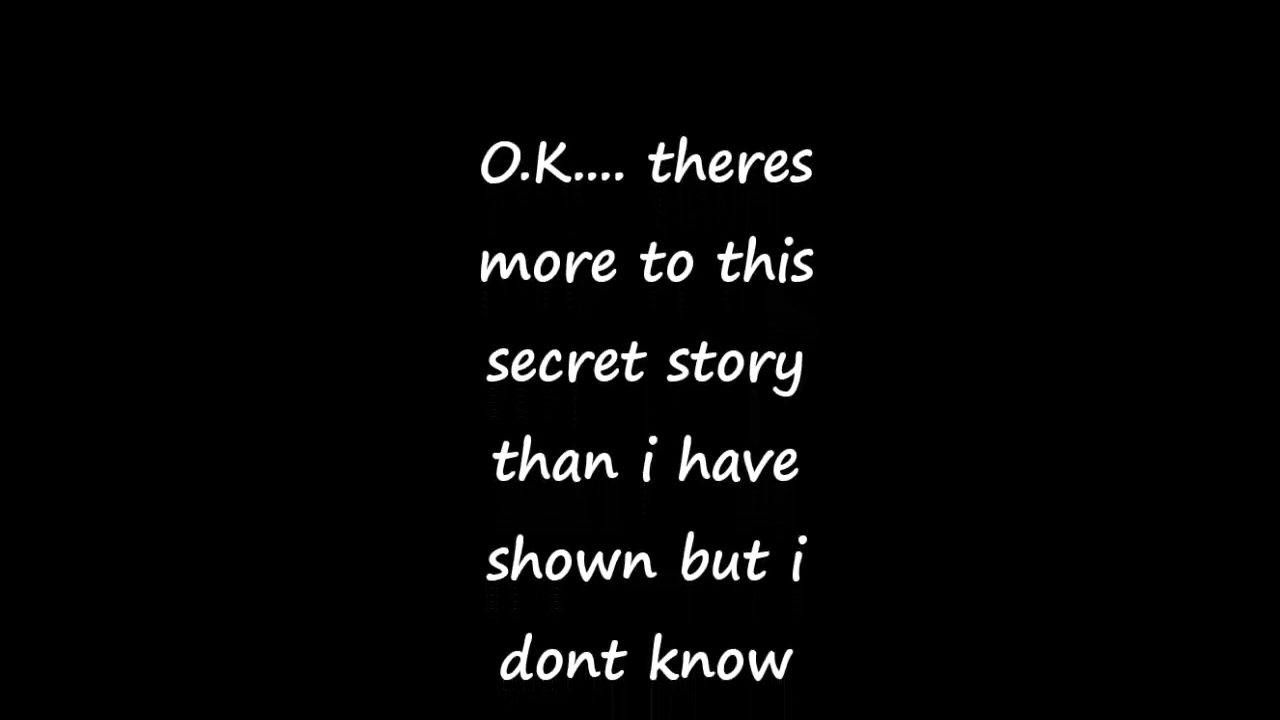 O.K.... theres
more to this
secret story
than i have
shown but i
dont know